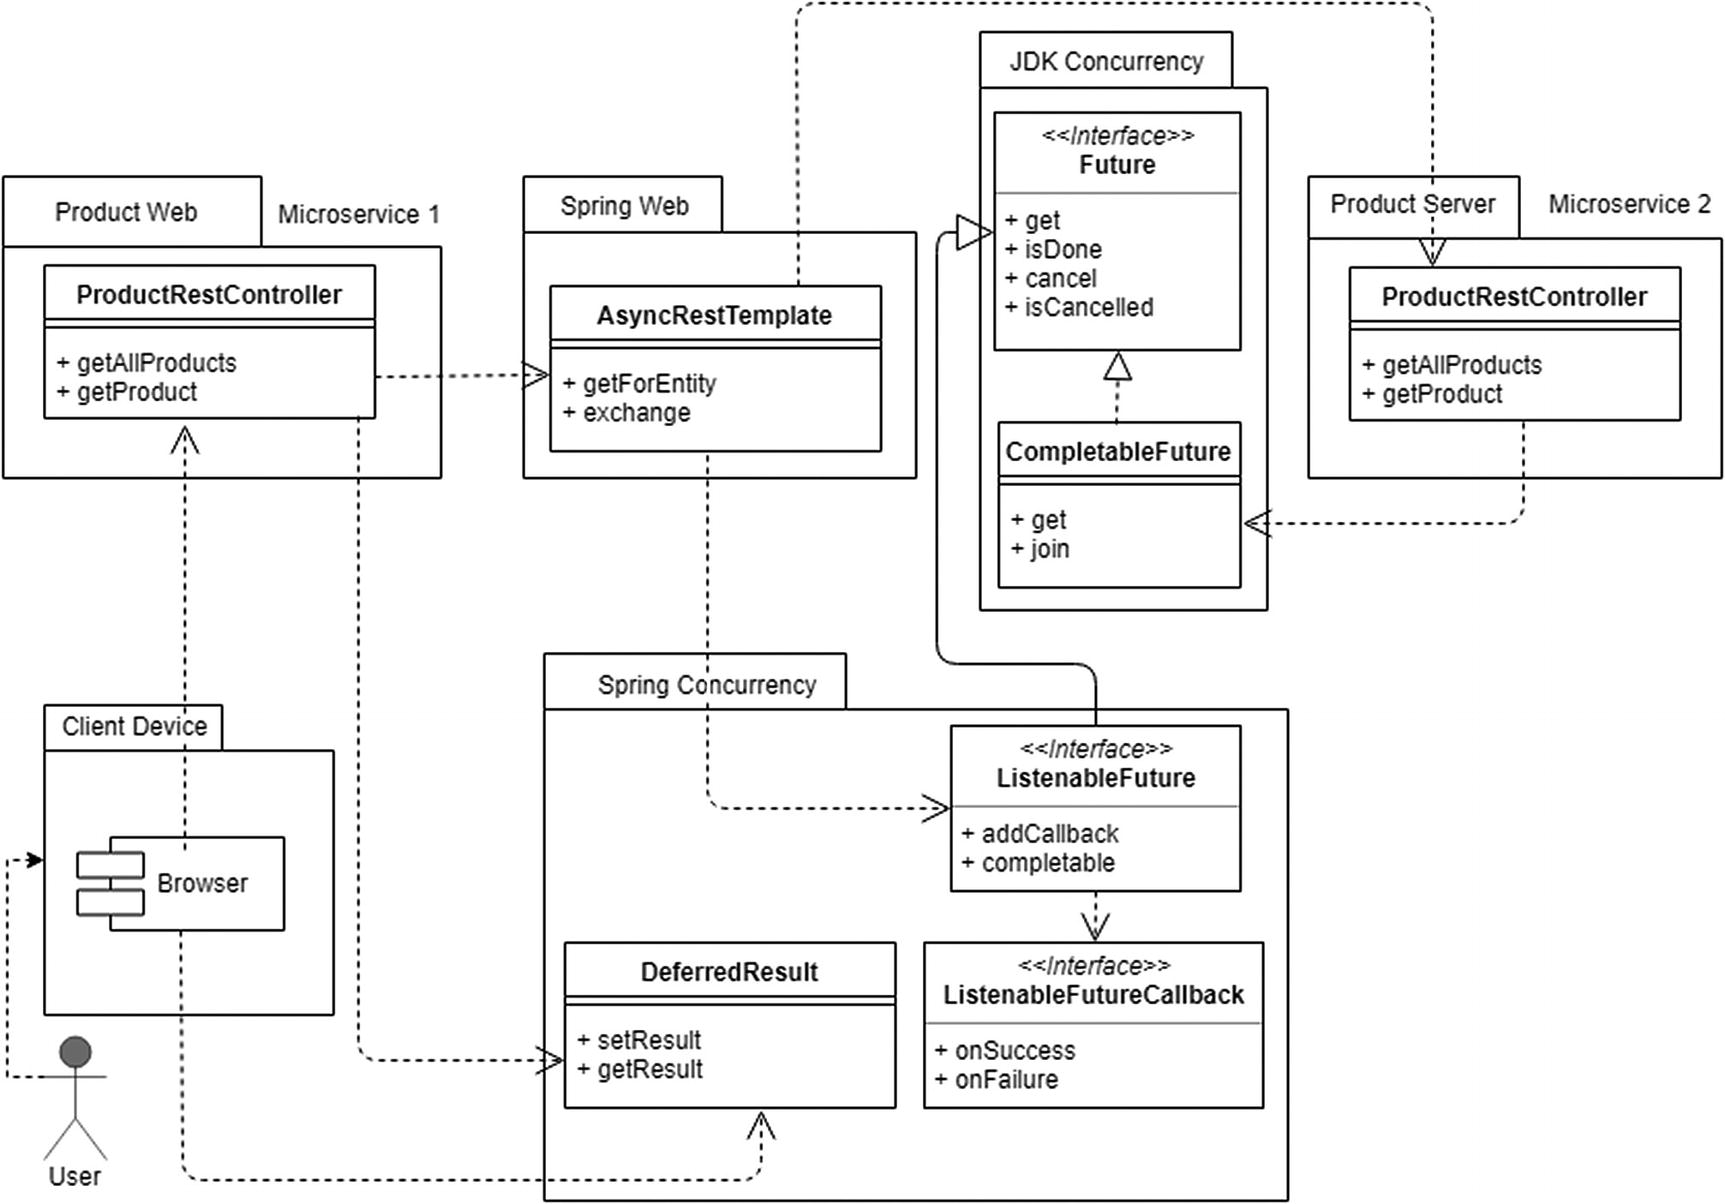 JDK Concurrency
<<Interface>>
Future
+ get
+ isDone
+ cancel
+ isCancelled
CompletableFuture
+ get
+ join
Product Web
Microservice 1
ProductRestController
+ getAllProducts
+ getProduct
Spring Web
AsyncRestTemplate
+ getForEntity
+ exchange
Product Server
Microservice 2
ProductRestController
+ getAllProducts
+ getProduct
Client Device
Browser
User
Spring Concurrency
<<Interface>>
ListenableFuture
+ addCallback
+ completable
DeferredResult
+ setResult
+ getResult
<<Interface>>
ListenableFutureCallback
+ onSuccess
+ onFailure